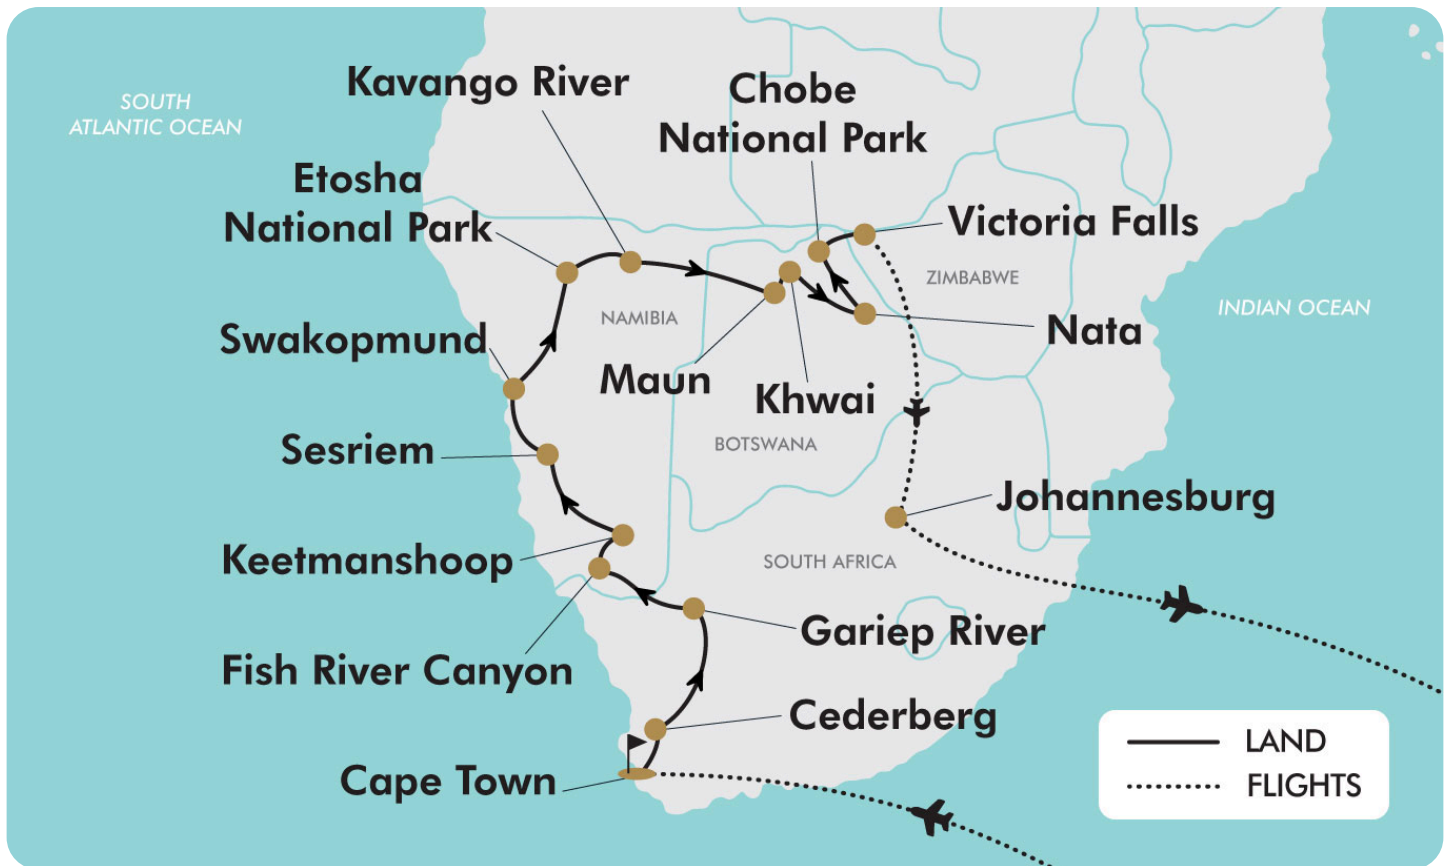 Kavango River
Chobe
National Park
SOUTH
ATLANTIC OCEAN
Etosha
National Park
Victoria Falls
ZIMBABWE
INDIAN OCEAN
NAMIBIA
Swakopmund
Nata
Maun
Khwai
BOTSWANA
Sesriem
Johannesburg
Keetmanshoop
SOUTH AFRICA
Gariep River
Fish River Canyon
Cederberg
Cape Town
LAND
FLIGHTS